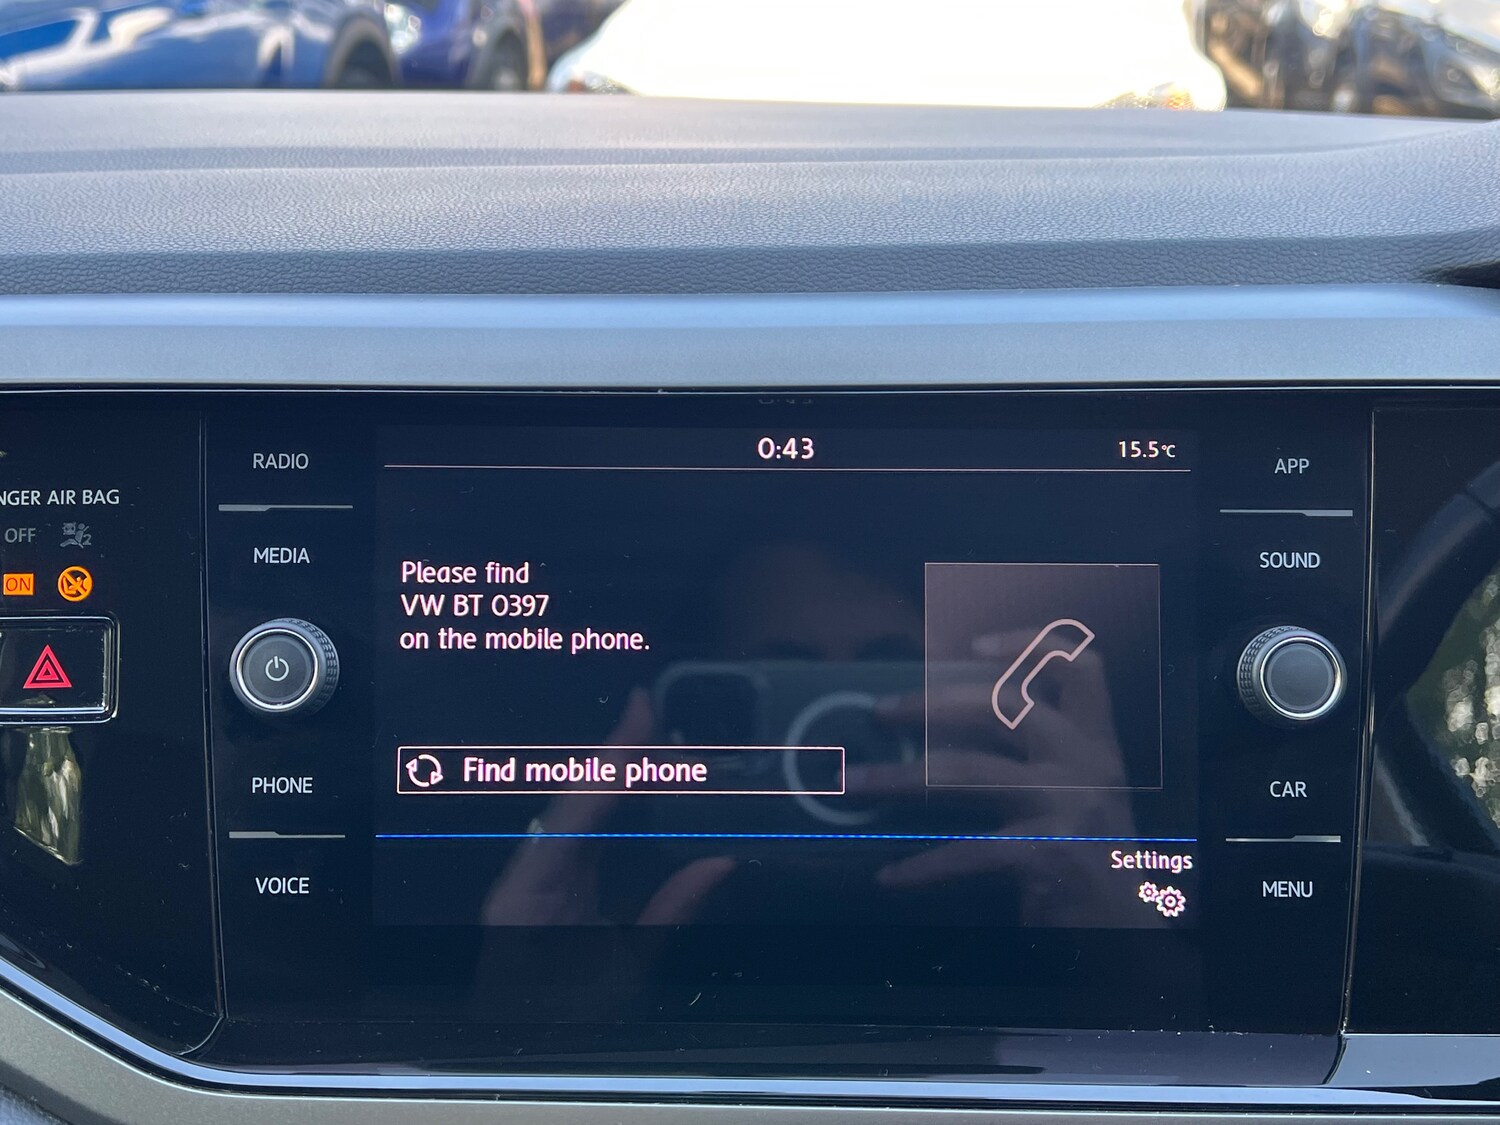 0:43
15.5°C
RADIO
APP
NGER AIR BAG
OFF
2
MEDIA
SOUND
ON
Please find
VW BT 0397
on the mobile phone.
Find mobile phone
PHONE
CAR
Settings
VOICE
MENU